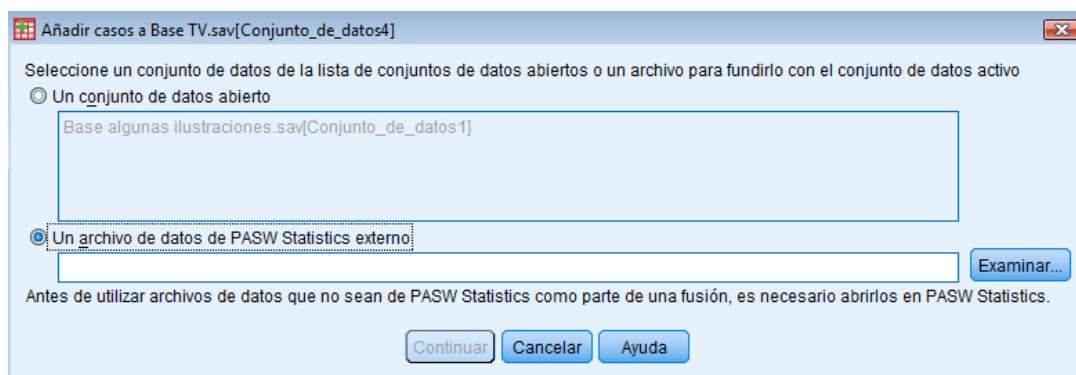 Añadir casos a Base TV.sav[Conjunto_de_datos4]
Seleccione un conjunto de datos de la lista de conjuntos de datos abiertos o un archivo para fundirlo con el conjunto de datos activo
Un conjunto de datos abierto
Base algunas ilustraciones.sav[Conjunto_de_datos1]
Un archivo de datos de PASW Statistics externo
Examinar...
Antes de utilizar archivos de datos que no sean de PASW Statistics como parte de una fusión, es necesario abrirlos en PASW Statistics.
Continuar Cancelar Ayuda